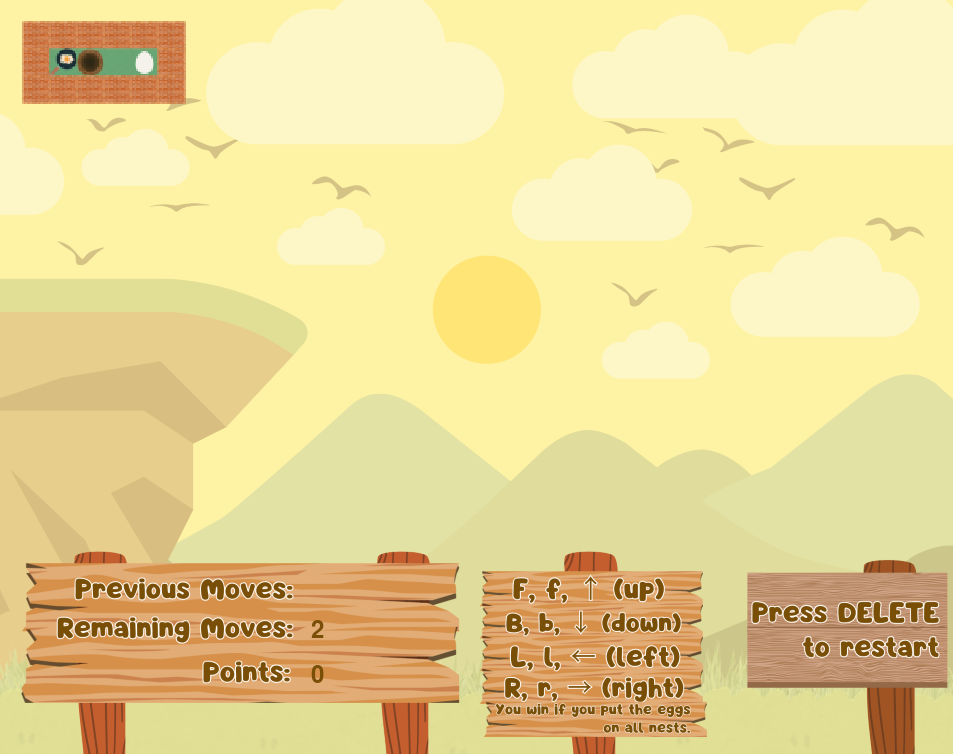 Previous Moves:
Remaining Moves: 2
Points: 0
F, f, ↑ (up)
B, b, ↓ (down)
L, l, ← (left)
R, r, → (right)
You win if you put the eggs
on all nests.
Press DELETE
to restart